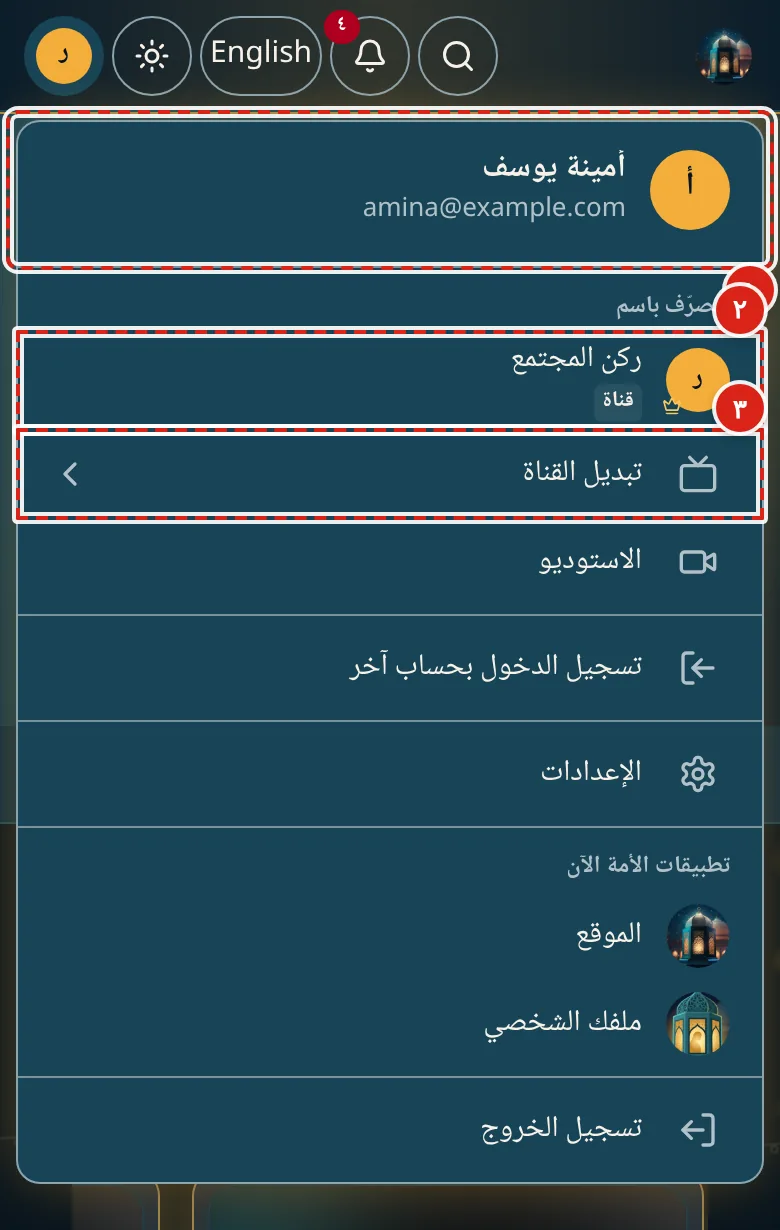 ر
English
٤
أمينة يوسف
amina@example.com
أ
باسم
٢
ركن المجتمع
ر
قناة
٣
تبديل القناة
الاستوديو
تسجيل الدخول بحساب آخر
الإعدادات
تطبيقات الأمة الآن
الموقع
ملفك الشخصي
تسجيل الخروج